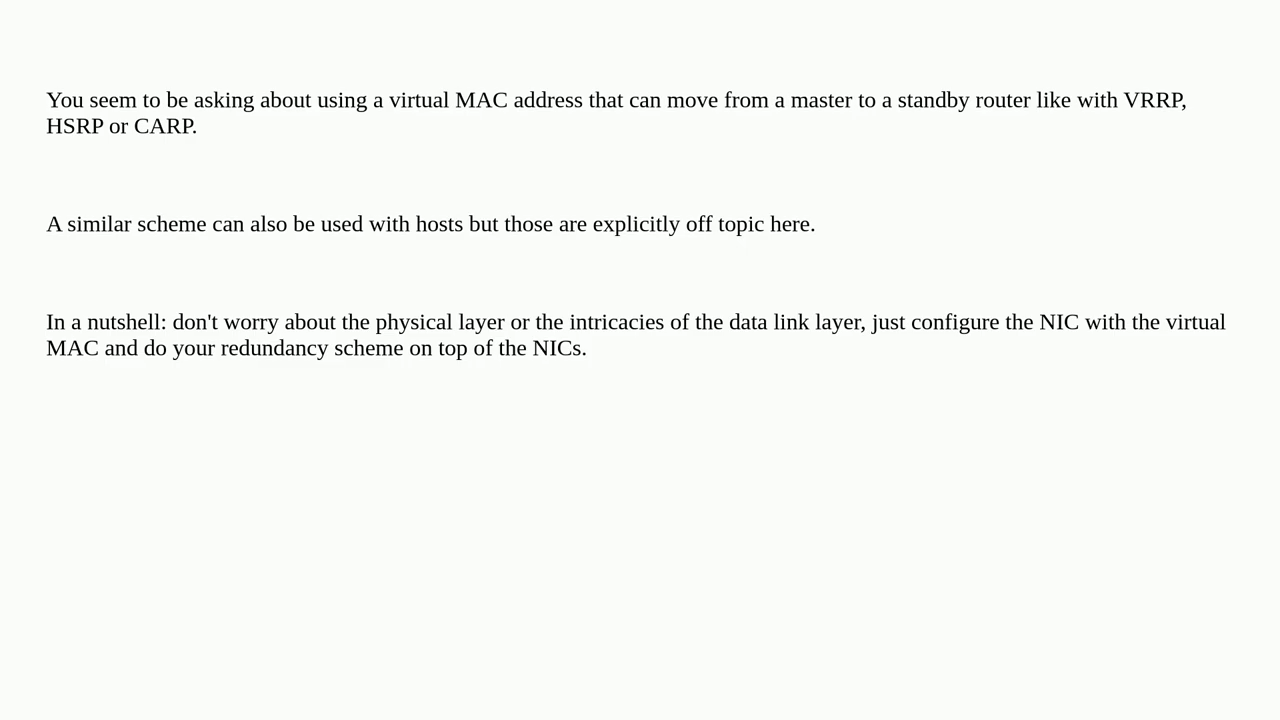 You seem to be asking about using a virtual MAC address that can move from a master to a standby router like with VRRP,
HSRP or CARP.
A similar scheme can also be used with hosts but those are explicitly off topic here.
In a nutshell: don't worry about the physical layer or the intricacies of the data link layer, just configure the NIC with the virtual
MAC and do your redundancy scheme on top of the NICs.